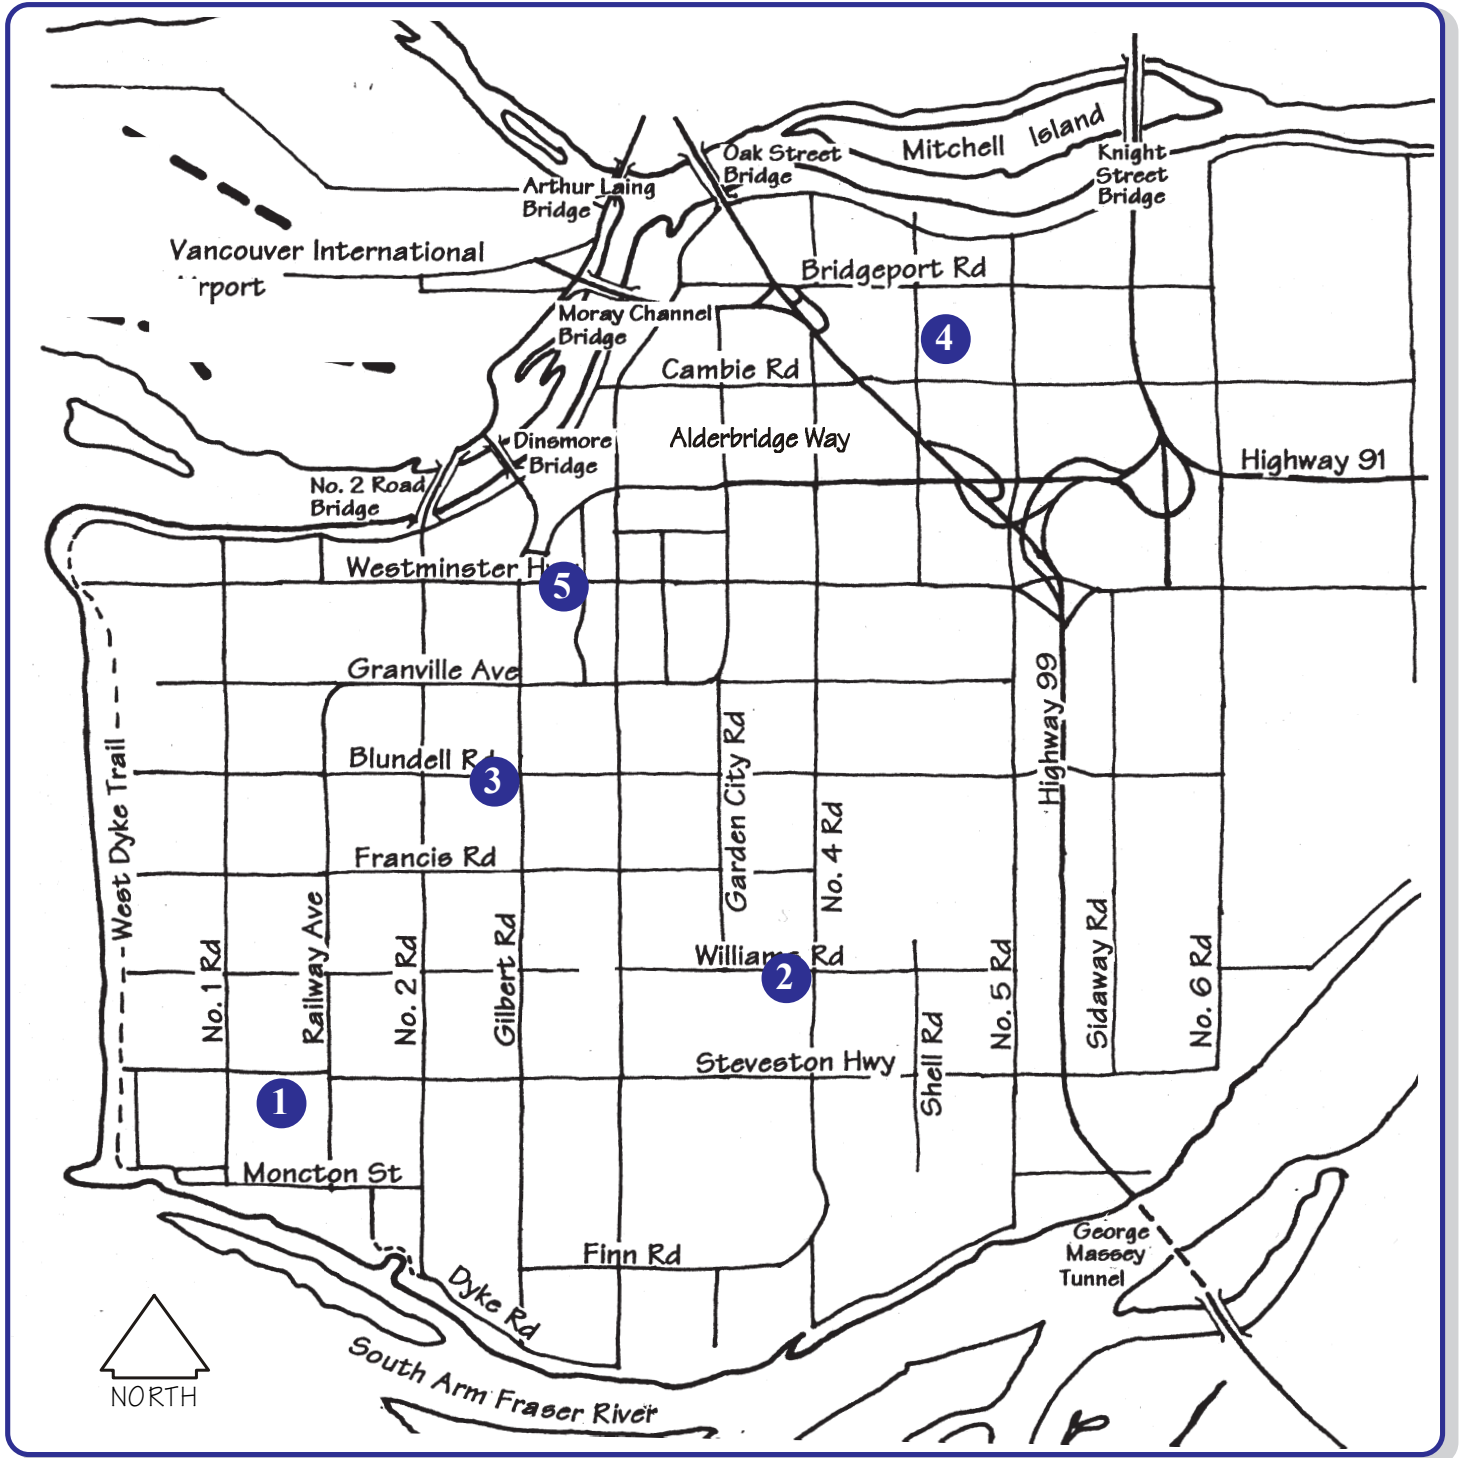 Mitchell Island
Oak Street
Bridge
Knight
Street
Bridge
Arthur Laing
Bridge
Vancouver International
rport
Bridgeport Rd
Moray Channel
Bridge
4
Cambie Rd
Alderbridge Way
Dinsmore
Bridge
Highway 91
No. 2 Road
Bridge
Westminster H
5
Granville Ave
Highway 99
Blundell R
3
Garden City Rd
West Dyke Trail
No. 4 Rd
Francis Rd
Railway Ave
Sidaway Rd
No. 1 Rd
No. 2 Rd
Gilbert Rd
Williams Rd
2
No. 5 Rd
No. 6 Rd
Shell Rd
Steveston Hwy
1
Moncton St
George
Massey
Tunnel
Finn Rd
Dyke Rd
South Arm Fraser River
NORTH